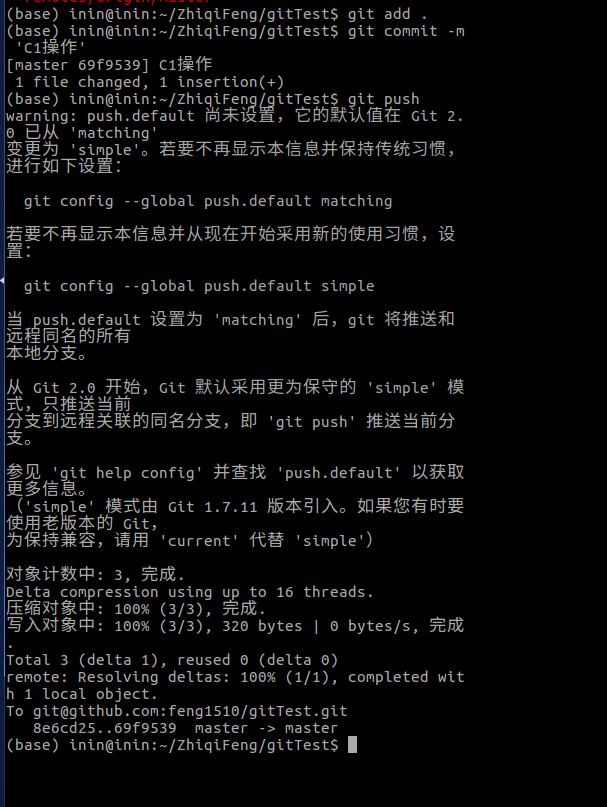 (base) inin@inin:~/ZhiqiFeng/gitTest$ git add .
(base) inin@inin:~/ZhiqiFeng/gitTest$ git commit -m
 'C1操作'
[master 69f9539] C1操作
 1 file changed, 1 insertion(+)
(base) inin@inin:~/ZhiqiFeng/gitTest$ git push
warning: push.default 尚未设置，它的默认值在 Git 2.
0 已从 'matching'
变更为 'simple'。若要不再显示本信息并保持传统习惯，
进行如下设置：
  git config --global push.default matching
若要不再显示本信息并从现在开始采用新的使用习惯，设
置：
  git config --global push.default simple
当 push.default 设置为 'matching' 后，git 将推送和
远程同名的所有
本地分支。
从 Git 2.0 开始，Git 默认采用更为保守的 'simple' 模
式，只推送当前
分支到远程关联的同名分支，即 'git push' 推送当前分
支。
参见 'git help config' 并查找 'push.default' 以获取
更多信息。
（'simple' 模式由 Git 1.7.11 版本引入。如果您有时要
使用老版本的 Git，
为保持兼容，请用 'current' 代替 'simple'）
对象计数中: 3, 完成.
Delta compression using up to 16 threads.
压缩对象中: 100% (3/3), 完成.
写入对象中: 100% (3/3), 320 bytes | 0 bytes/s, 完成
.
Total 3 (delta 1), reused 0 (delta 0)
remote: Resolving deltas: 100% (1/1), completed wit
h 1 local object.
To git@github.com:feng1510/gitTest.git
   8e6cd25..69f9539  master -> master
(base) inin@inin:~/ZhiqiFeng/gitTest$